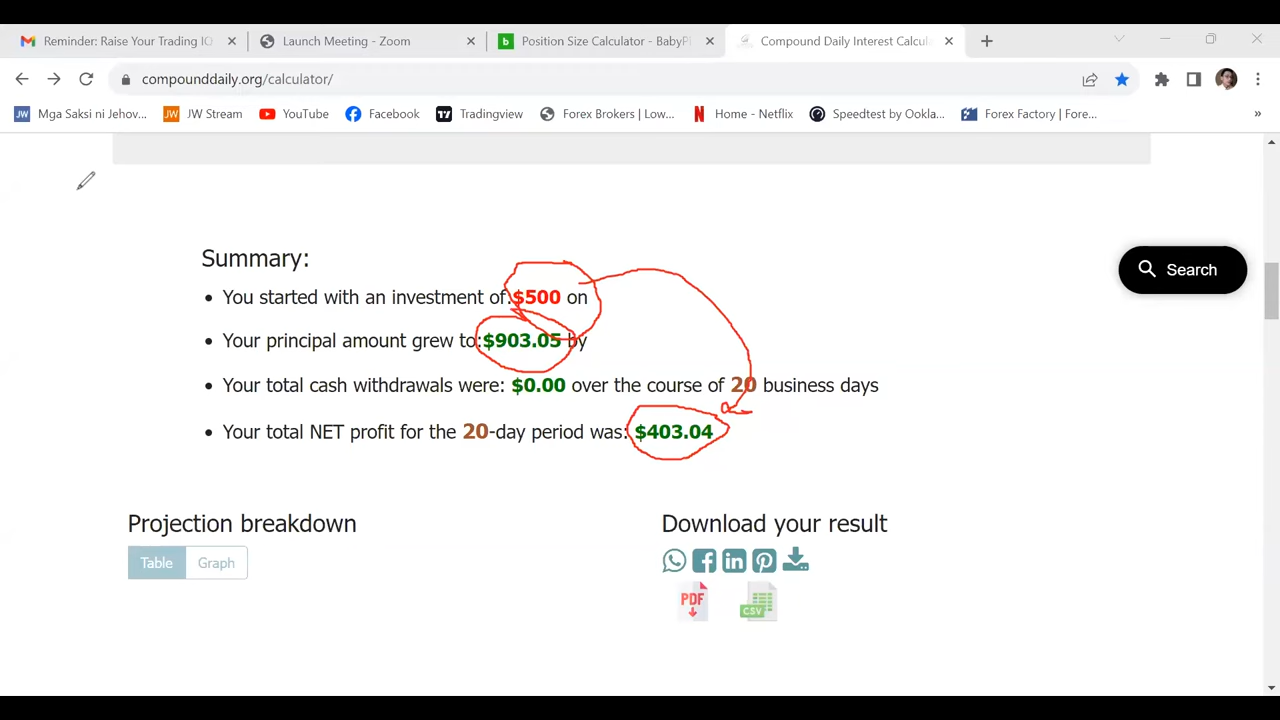 Reminder: Raise Your Trading IQ
Launch Meeting - Zoom
Position Size Calculator - BabyPi
Compound Daily Interest Calcul
compounddaily.org/calculator/
JW Mga Saksi ni Jehov...
JW JW Stream
YouTube
Facebook
Tradingview
Forex Brokers | Low...
N Home - Netflix
Speedtest by Ookla...
Forex Factory | Fore...
»
Summary:
• You started with an investment of:$500 on
• Your principal amount grew to:$903.05 by
• Your total cash withdrawals were: $0.00 over the course of 20 business days
• Your total NET profit for the 20-day period was: $403.04
Search
Projection breakdown
Table Graph
Download your result
PDF
CSV